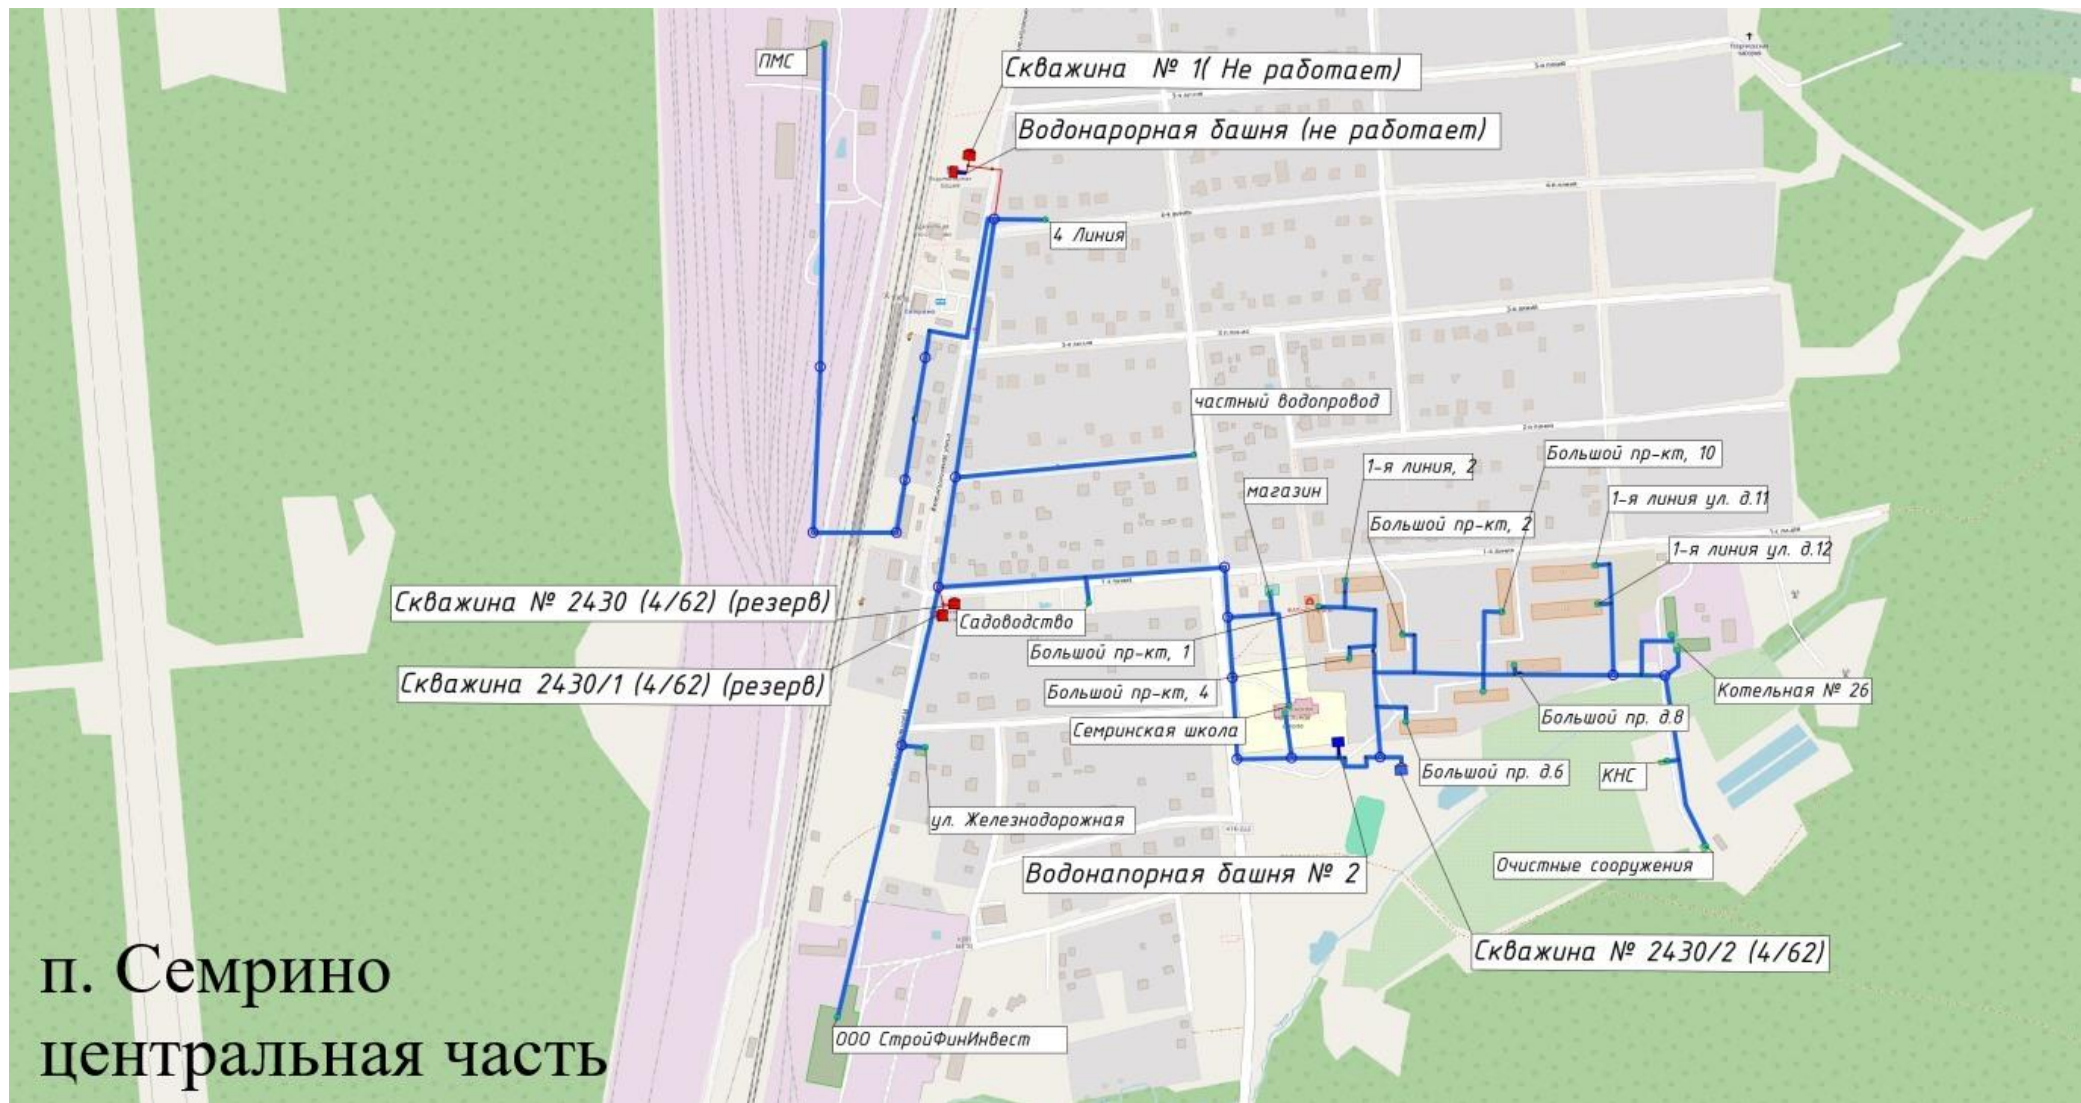 ПМС
Скважина № 1( Не работает)
Водонарорная башня (не работает)
4 Линия
частный водопровод
Большой пр-кт, 10
1-я линия, 2
магазин
1-я линия ул. д.11
Большой пр-кт, 2
1-я линия ул. д.12
Скважина № 2430 (4/62) (резерв)
Садоводство
Большой пр-кт, 1
Скважина 2430/1 (4/62) (резерв)
Большой пр-кт, 4
Котельная № 26
Семринская школа
Большой пр. д.8
Большой пр. д.6
КНС
ул. Железнодорожная
Водонапорная башня № 2
Очистные сооружения
Скважина № 2430/2 (4/62)
п. Семрино
центральная часть
ООО СтройФинИнвест